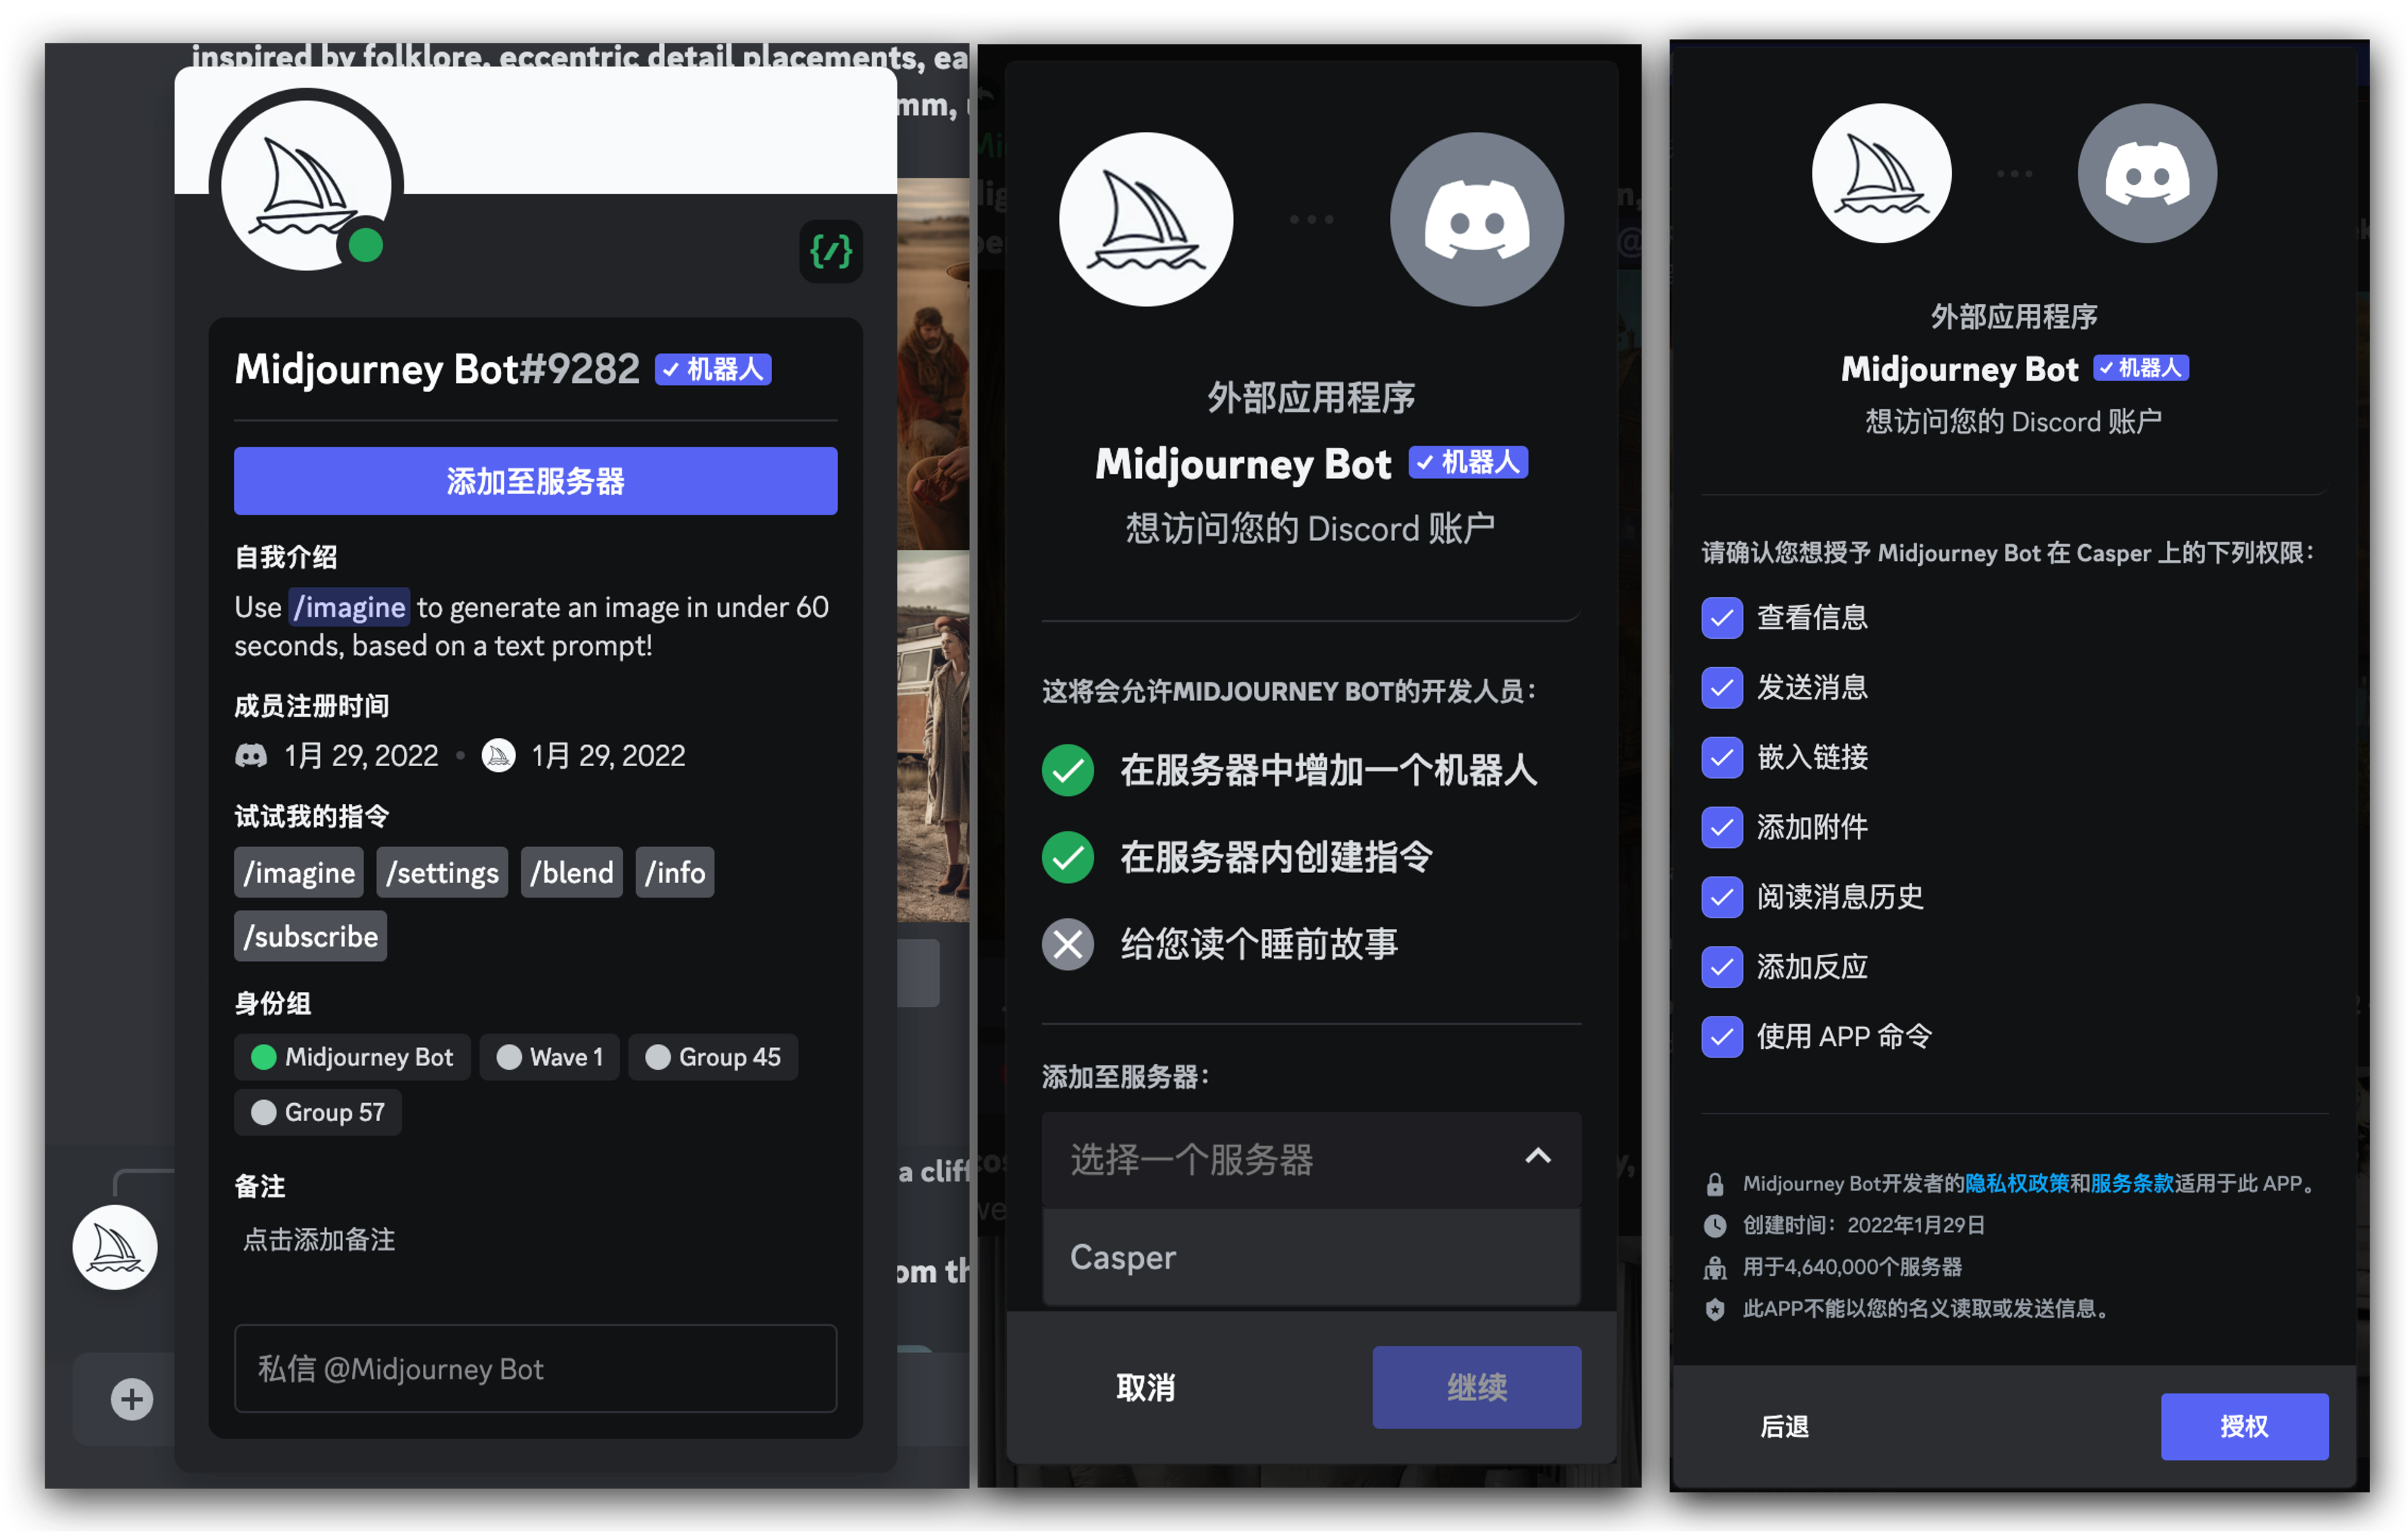 inspired by folklore, eccentric detail placements, ea
mm,
Midjourney Bot#9282 机器人
添加至服务器
自我介绍
Use /imagine to generate an image in under 60
seconds, based on a text prompt!
成员注册时间
1月 29, 2022 • 1月 29, 2022
试试我的指令
/imagine /settings /blend /info
/subscribe
身份组
Midjourney Bot Wave 1 Group 45
Group 57
备注
点击添加备注
私信 @Midjourney Bot
a cliff
om th
外部应用程序
Midjourney Bot 机器人
想访问您的 Discord 账户
这将会允许MIDJOURNEY BOT的开发人员：
在服务器中增加一个机器人
在服务器内创建指令
给您读个睡前故事
添加至服务器：
选择一个服务器
Casper
取消 继续
外部应用程序
Midjourney Bot 机器人
想访问您的 Discord 账户
请确认您想授予 Midjourney Bot 在 Casper 上的下列权限：
查看信息
发送消息
嵌入链接
添加附件
阅读消息历史
添加反应
使用 APP 命令
Midjourney Bot开发者的隐私权政策和服务条款适用于此 APP。
创建时间：2022年1月29日
用于4,640,000个服务器
此APP不能以您的名义读取或发送信息。
后退 授权